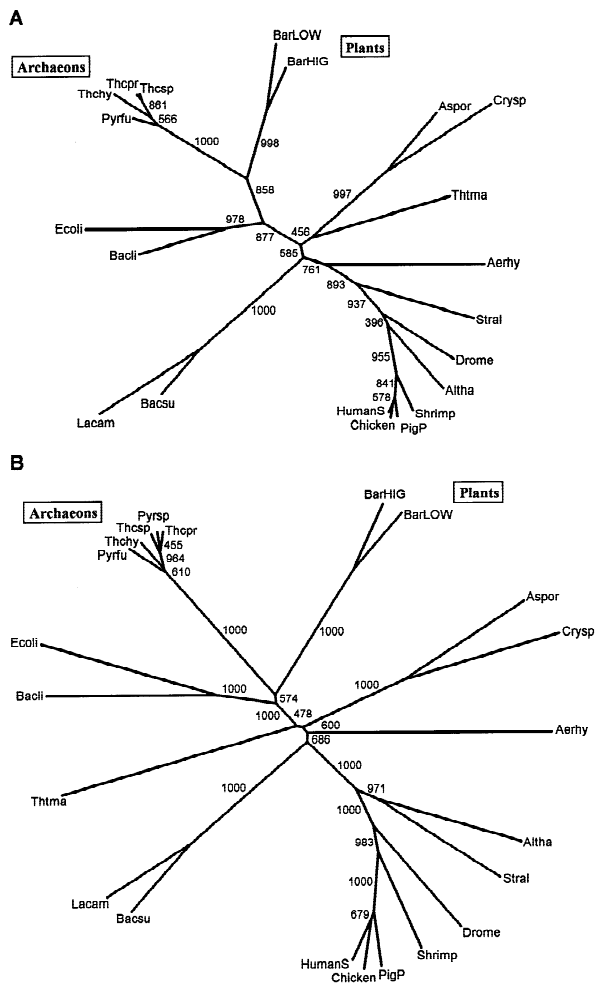 A
BarLOW
Plants
BarHIG
Archaeons
Thcpr
Thcsp
Thchy
861
Pyrfu
566
Aspor
Crysp
1000
998
997
858
Thtma
978
Ecoli
877
456
Bacli
585
761
Aerhy
893
937
1000
396
Stral
955
Drome
841
Altha
578
HumanS
Shrimp
Chicken
PigP
Bacsu
Lacam
B
BarHIG
Plants
BarLOW
Archaeons
Pyrsp
Thcsp
Thcpr
Thchy
455
Pyrfu
964
610
Aspor
Crysp
1000
1000
Ecoli
1000
1000
Bacli
574
1000
478
600
Aerhy
686
Thtma
1000
1000
971
1000
Altha
983
Stral
1000
Lacam
Bacsu
679
Drome
Shrimp
HumanS
Chicken
PigP